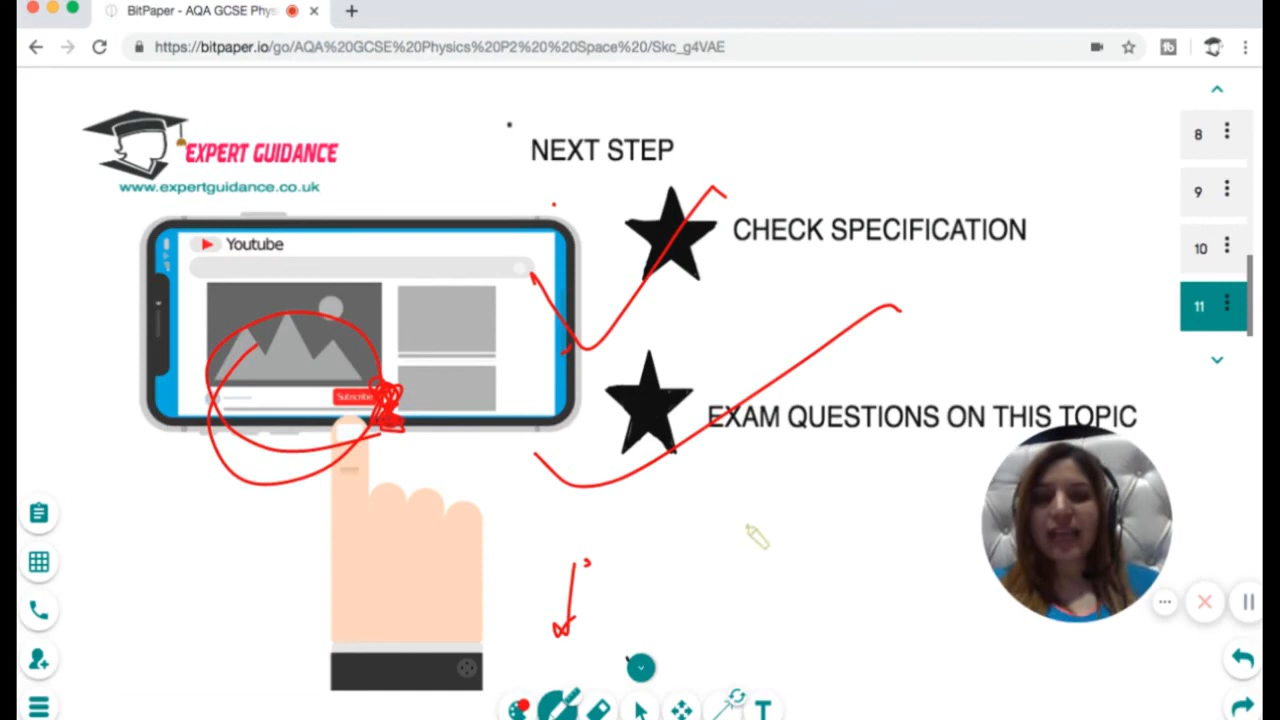 BitPaper - AQA GCSE Phys
https://bitpaper.io/go/AQA%20GCSE%20Physics%20P2%20%20Space%20/Skc_g4VAE
EXPERT GUIDANCE
www.expertguidance.co.uk
NEXT STEP
Youtube
CHECK SPECIFICATION
Subscribe
EXAM QUESTIONS ON THIS TOPIC
8
9
10
11
T